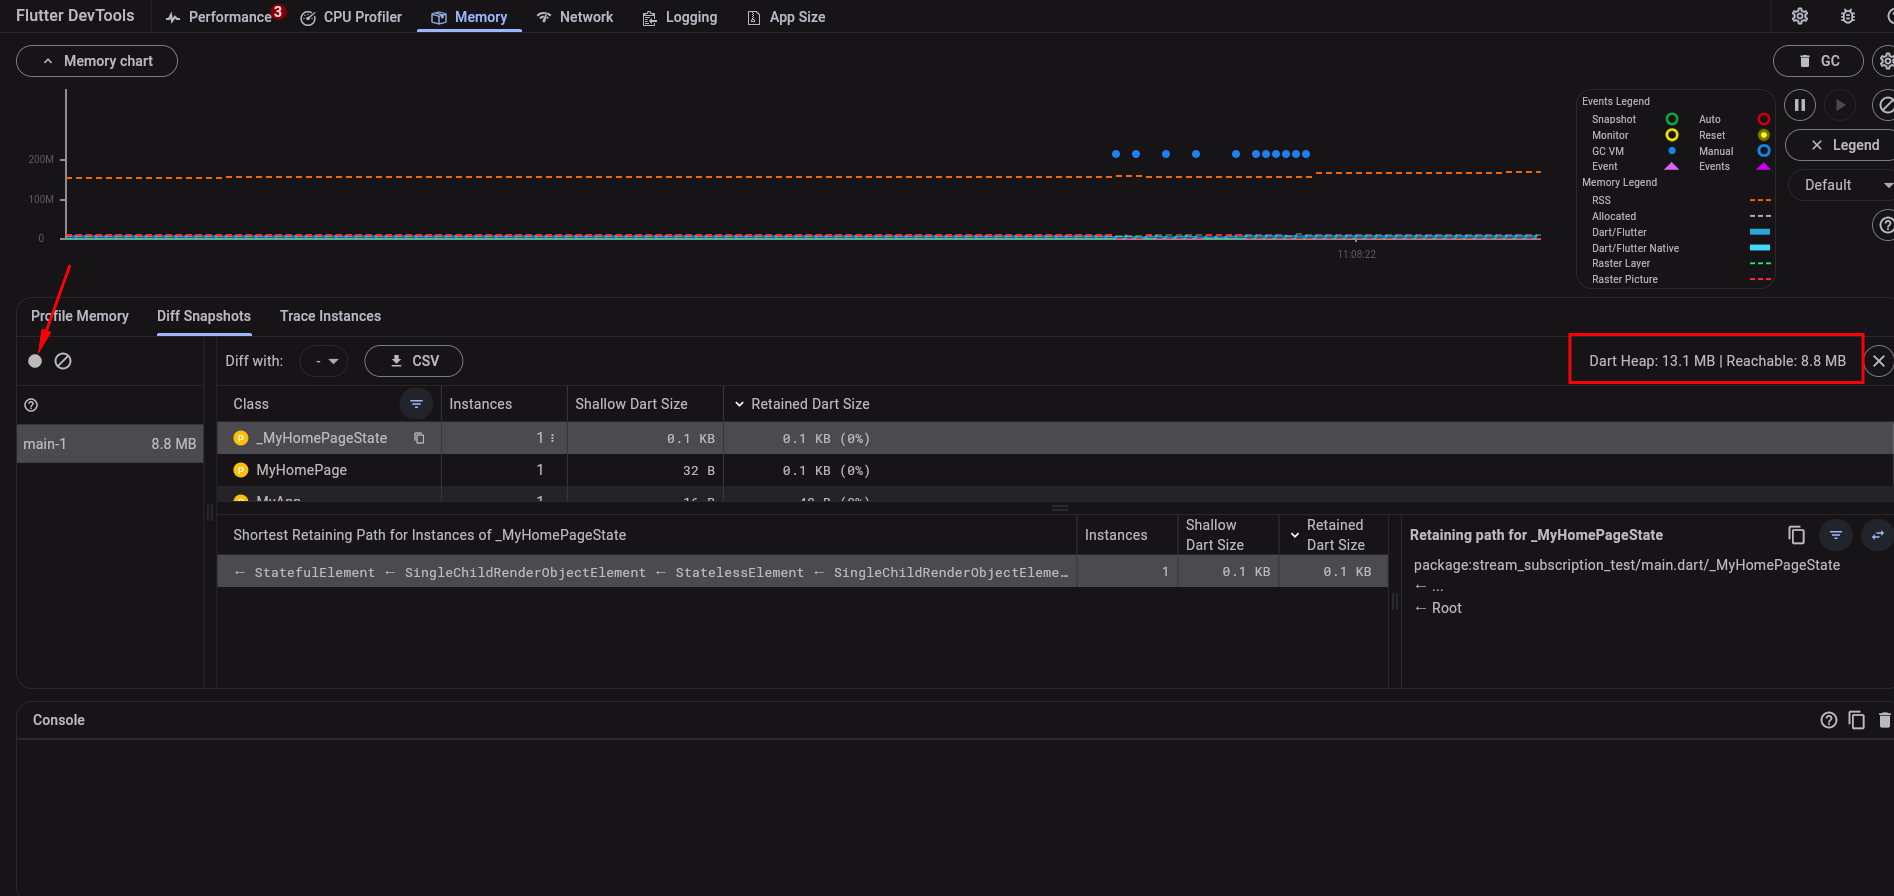 Flutter DevTools
Performance 3 CPU Profiler Memory Network Logging App Size
Memory chart
GC
200M
100M
0
11:08:22
Events Legend
Snapshot Auto
Monitor Reset
GC VM Manual
Event Events
Memory Legend
RSS
Allocated
Dart/Flutter
Dart/Flutter Native
Raster Layer
Raster Picture
Legend
Default
Profile Memory Diff Snapshots Trace Instances
Diff with: - CSV
Dart Heap: 13.1 MB | Reachable: 8.8 MB
main-1 8.8 MB
Class Instances Shallow Dart Size Retained Dart Size
P _MyHomePageState 1 0.1 KB 0.1 KB (0%)
P MyHomePage 1 32 B 0.1 KB (0%)
MyApp 1 16 B 48 B (0%)
Shortest Retaining Path for Instances of _MyHomePageState Instances Shallow Dart Size Retained Dart Size
← StatefulElement ← SingleChildRenderObjectElement ← StatelessElement ← SingleChildRenderObjectEleme… 1 0.1 KB 0.1 KB
Retaining path for _MyHomePageState
package:stream_subscription_test/main.dart/_MyHomePageState
← ...
← Root
Console